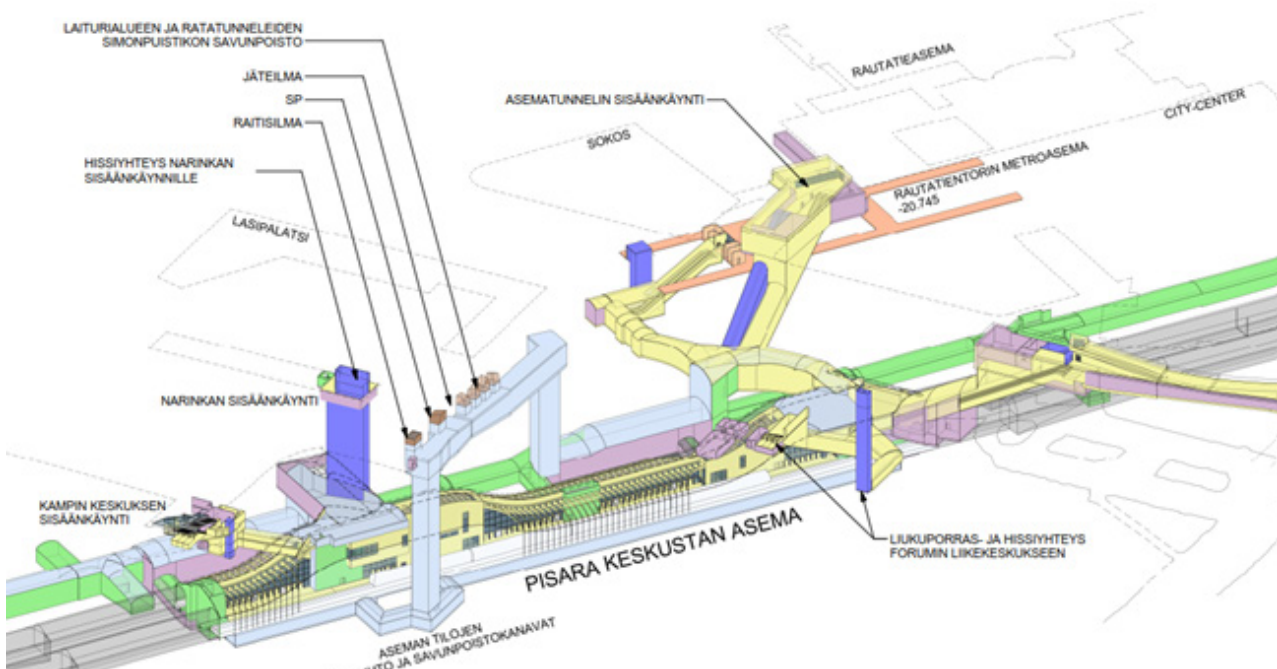 LAITURIALUEEN JA RATATUNNELEIDEN
SIMONPUISTIKON SAVUNPOISTO
JÄTEILMA
SP
RAITISILMA
HISSIYHTEYS NARINKAN
SISÄÄNKÄYNNILLE
LASIPALATSI
NARINKAN SISÄÄNKÄYNTI
KAMPIN KESKUKSEN
SISÄÄNKÄYNTI
ASEMATUNNELIN SISÄÄNKÄYNTI
SOKOS
RAUTATIEASEMA
CITY-CENTER
RAUTATIENTORIN METROASEMA
-20.745
PISARA KESKUSTAN ASEMA
LIUKUPORRAS- JA HISSIYHTEYS
FORUMIN LIIKEKESKUKSEEN
ASEMAN TILOJEN
JA SAVUNPOISTOKANAVAT